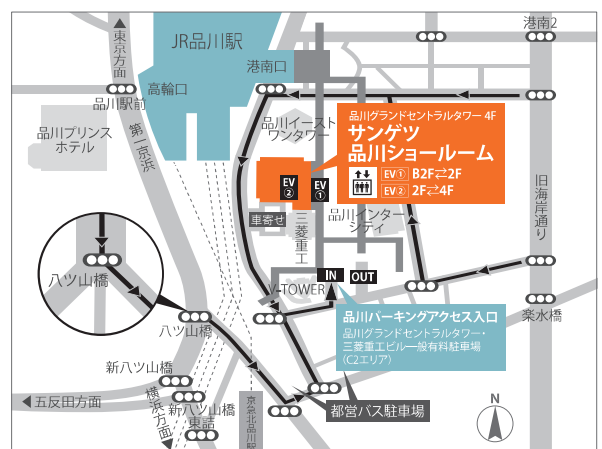 港南2
▲東京方面
JR品川駅
港南口
高輪口
品川駅前
品川プリンス
ホテル
第一京浜
品川イースト
ワンタワー
品川グランドセントラルタワー 4F
サンゲツ
品川ショールーム
EV① B2F⇄2F
EV② 2F⇄4F
EV
②
EV
①
車寄せ
三菱重工
品川インター
シティ
旧海岸通り
八ツ山橋
IN
OUT
V-TOWER
楽水橋
品川パーキングアクセス入口
品川グランドセントラルタワー・
三菱重工ビル一般有料駐車場
(C2エリア)
八ツ山橋
新八ツ山橋
◀五反田方面
横浜方面▼
新八ツ山橋
東詰
京急北品川駅
都営バス駐車場
N